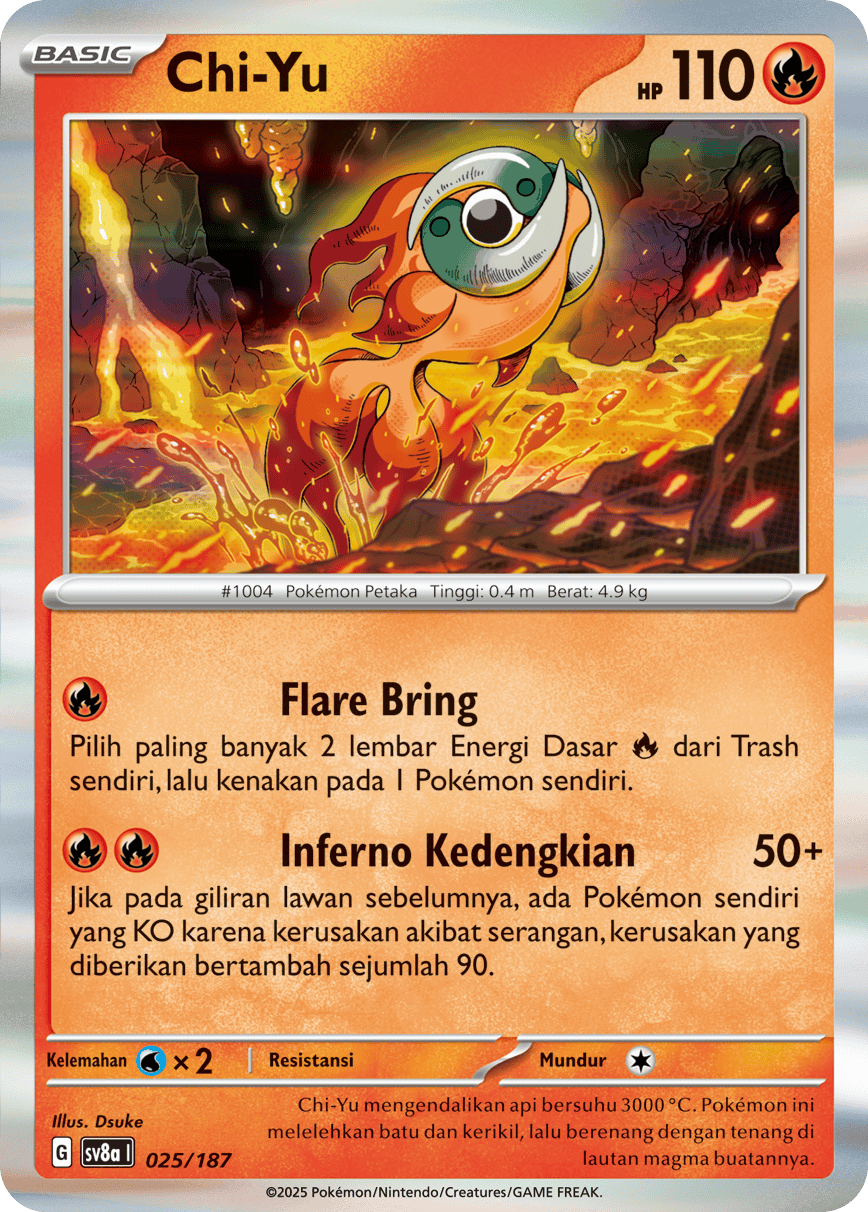 BASIC
Chi-Yu
HP 110
#1004 Pokémon Petaka Tinggi: 0.4 m Berat: 4.9 kg
Flare Bring
Pilih paling banyak 2 lembar Energi Dasar dari Trash
sendiri, lalu kenakan pada 1 Pokémon sendiri.
Inferno Kedengkian 50+
Jika pada giliran lawan sebelumnya, ada Pokémon sendiri
yang KO karena kerusakan akibat serangan, kerusakan yang
diberikan bertambah sejumlah 90.
Kelemahan ×2 Resistansi Mundur
Illus. Dsuke
G sv8a I 025/187
Chi-Yu mengendalikan api bersuhu 3000 °C. Pokémon ini
melelehkan batu dan kerikil, lalu berenang dengan tenang di
lautan magma buatannya.
©2025 Pokémon/Nintendo/Creatures/GAME FREAK.